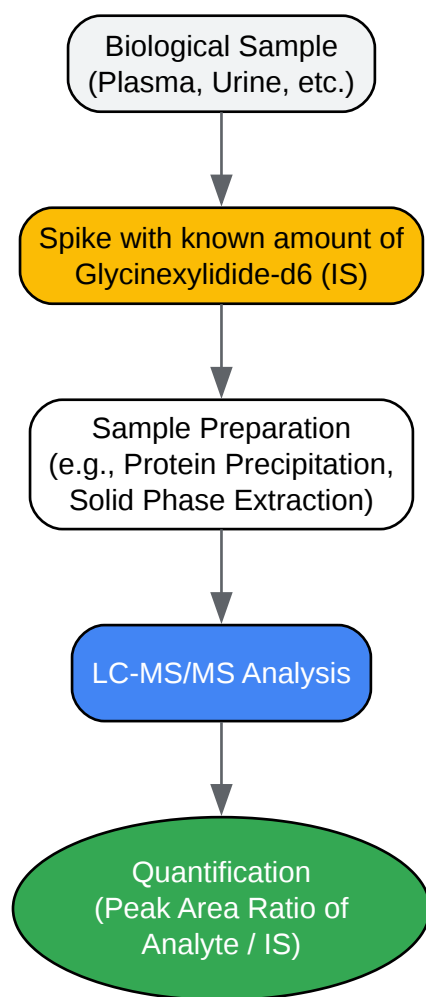 Biological Sample
(Plasma, Urine, etc.)
Spike with known amount of
Glycinexylidide-d6 (IS)
Sample Preparation
(e.g., Protein Precipitation,
Solid Phase Extraction)
LC-MS/MS Analysis
Quantification
(Peak Area Ratio of
Analyte / IS)